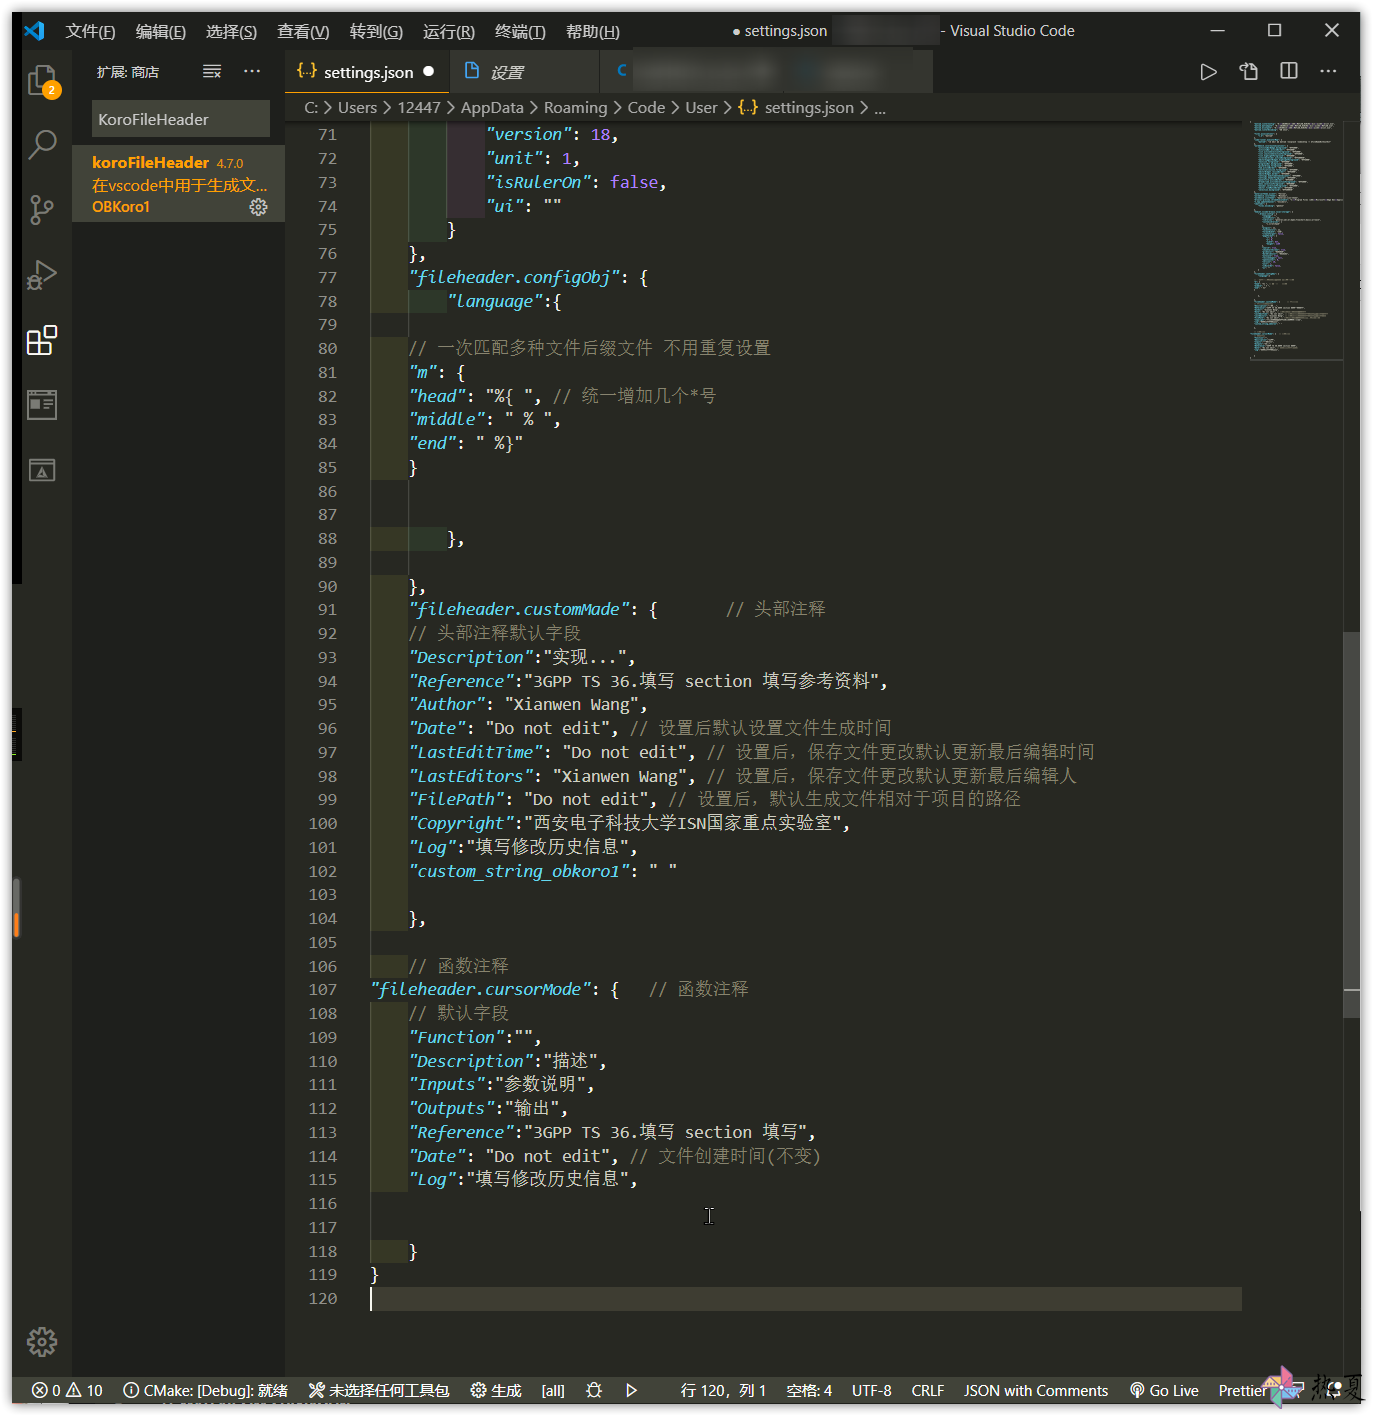 文件(F) 编辑(E) 选择(S) 查看(V) 转到(G) 运行(R) 终端(T) 帮助(H) ● settings.json - Visual Studio Code
扩展: 商店
{..} settings.json ● 设置 C
C: > Users > 12447 > AppData > Roaming > Code > User > {..} settings.json > ...
2
KoroFileHeader
koroFileHeader 4.7.0
在vscode中用于生成文...
OBKoro1
71 "version": 18,
72 "unit": 1,
73 "isRulerOn": false,
74 "ui": ""
75 }
76 },
77 "fileheader.configObj": {
78 "language":{
79
80 // 一次匹配多种文件后缀文件 不用重复设置
81 "m": {
82 "head": "%{ ", // 统一增加几个*号
83 "middle": " % ",
84 "end": " %}"
85 }
86
87
88 },
89
90 },
91 "fileheader.customMade": { // 头部注释
92 // 头部注释默认字段
93 "Description":"实现...",
94 "Reference":"3GPP TS 36.填写 section 填写参考资料",
95 "Author": "Xianwen Wang",
96 "Date": "Do not edit", // 设置后默认设置文件生成时间
97 "LastEditTime": "Do not edit", // 设置后，保存文件更改默认更新最后编辑时间
98 "LastEditors": "Xianwen Wang", // 设置后，保存文件更改默认更新最后编辑人
99 "FilePath": "Do not edit", // 设置后，默认生成文件相对于项目的路径
100 "Copyright":"西安电子科技大学ISN国家重点实验室",
101 "Log":"填写修改历史信息",
102 "custom_string_obkoro1": " "
103
104 },
105
106 // 函数注释
107 "fileheader.cursorMode": { // 函数注释
108 // 默认字段
109 "Function":"",
110 "Description":"描述",
111 "Inputs":"参数说明",
112 "Outputs":"输出",
113 "Reference":"3GPP TS 36.填写 section 填写",
114 "Date": "Do not edit", // 文件创建时间(不变)
115 "Log":"填写修改历史信息",
116
117
118 }
119 }
120
0 10 CMake: [Debug]: 就绪 未选择任何工具包 生成 [all] 行 120，列 1 空格: 4 UTF-8 CRLF JSON with Comments Go Live Prettier
热夏